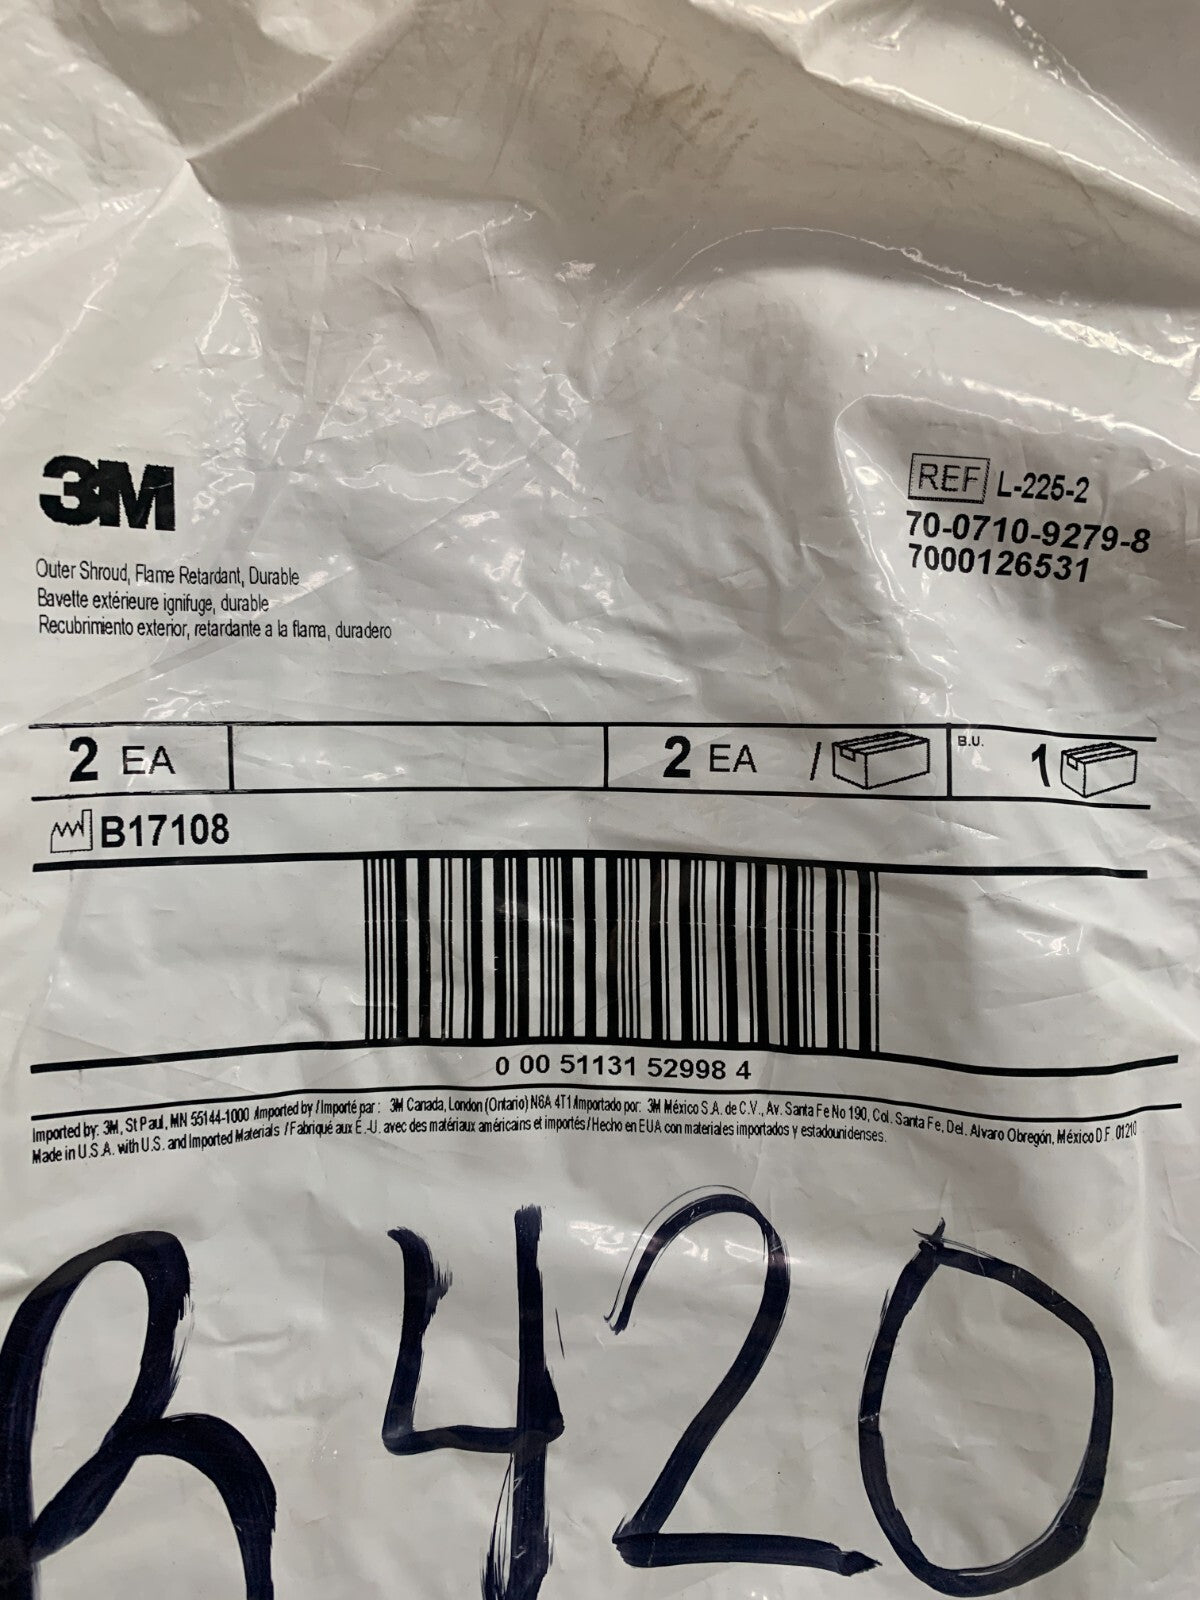 3M
REF L-225-2
70-0710-9279-8
7000126531
Outer Shroud, Flame Retardant, Durable
Bavette extérieure ignifuge, durable
Recubrimiento exterior, retardante a la flama, duradero
2 EA 2 EA / B.U. 1
B17108
0 00 51131 52998 4
Imported by: 3M, St Paul, MN 55144-1000 /Imported by / Importé par : 3M Canada, London (Ontario) N6A 4T1/Importado por: 3M México S.A. de C.V., Av. Santa Fe No 190, Col. Santa Fe, Del. Alvaro Obregón, México D.F. 01210
Made in U.S.A. with U.S. and Imported Materials / Fabriqué aux É.-U. avec des matériaux américains et importés / Hecho en EUA con materiales importados y estadounidenses.
R420